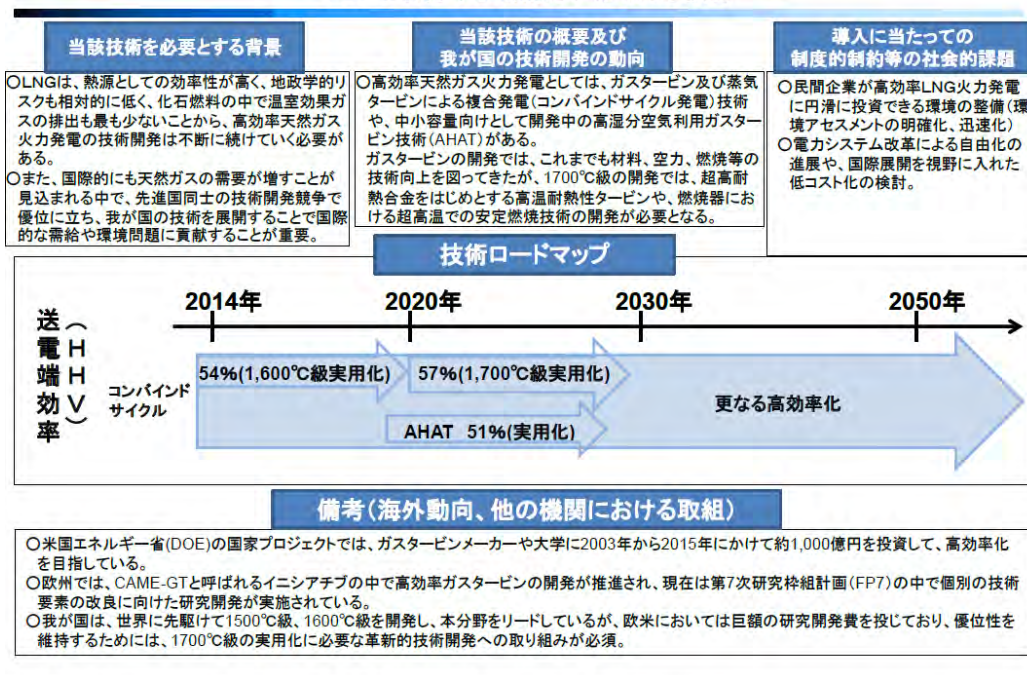 当該技術を必要とする背景
○LNGは、熱源としての効率性が高く、地政学的リ
スクも相対的に低く、化石燃料の中で温室効果ガ
スの排出も最も少ないことから、高効率天然ガス
火力発電の技術開発は不断に続けていく必要が
ある。
○また、国際的にも天然ガスの需要が増すことが
見込まれる中で、先進国同士の技術開発競争で
優位に立ち、我が国の技術を展開することで国際
的な需給や環境問題に貢献することが重要。
当該技術の概要及び
我が国の技術開発の動向
○高効率天然ガス火力発電としては、ガスタービン及び蒸気
タービンによる複合発電(コンバインドサイクル発電)技術
や、中小容量向けとして開発中の高湿分空気利用ガスター
ビン技術(AHAT)がある。
ガスタービンの開発では、これまでも材料、空力、燃焼等の
技術向上を図ってきたが、1700℃級の開発では、超高耐
熱合金をはじめとする高温耐熱性タービンや、燃焼器にお
ける超高温での安定燃焼技術の開発が必要となる。
導入に当たっての
制度的制約等の社会的課題
○民間企業が高効率LNG火力発電
に円滑に投資できる環境の整備(環
境アセスメントの明確化、迅速化)
○電力システム改革による自由化の
進展や、国際展開を視野に入れた
低コスト化の検討。
技術ロードマップ
2014年 2020年 2030年 2050年
送電端効率
(HHV)
コンバインド
サイクル
54%(1,600℃級実用化) 57%(1,700℃級実用化)
更なる高効率化
AHAT 51%(実用化)
備考(海外動向、他の機関における取組)
○米国エネルギー省(DOE)の国家プロジェクトでは、ガスタービンメーカーや大学に2003年から2015年にかけて約1,000億円を投資して、高効率化
を目指している。
○欧州では、CAME-GTと呼ばれるイニシアチブの中で高効率ガスタービンの開発が推進され、現在は第7次研究枠組計画(FP7)の中で個別の技術
要素の改良に向けた研究開発が実施されている。
○我が国は、世界に先駆けて1500℃級、1600℃級を開発し、本分野をリードしているが、欧米においては巨額の研究開発費を投じており、優位性を
維持するためには、1700℃級の実用化に必要な革新的技術開発への取り組みが必須。